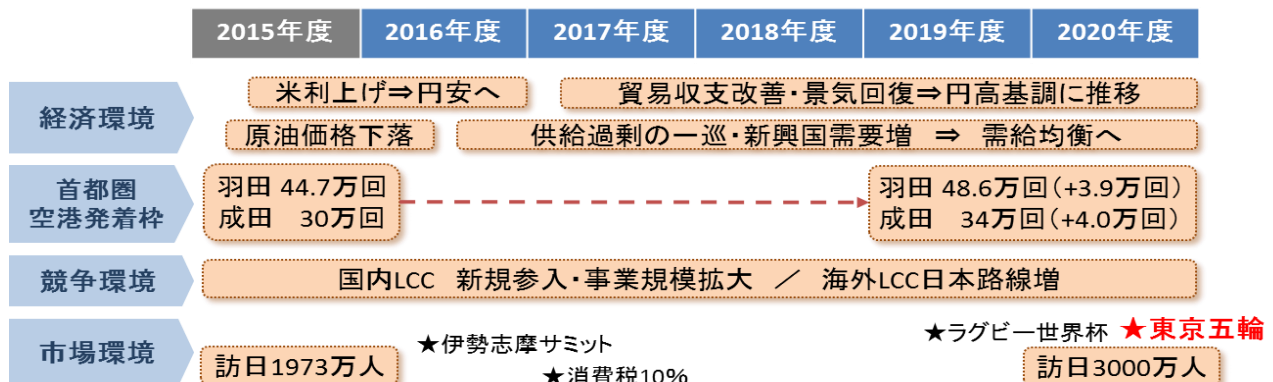 2015年度 2016年度 2017年度 2018年度 2019年度 2020年度
経済環境
米利上げ⇒円安へ
貿易収支改善・景気回復⇒円高基調に推移
原油価格下落
供給過剰の一巡・新興国需要増 ⇒ 需給均衡へ
首都圏
空港発着枠
羽田 44.7万回
成田 30万回
羽田 48.6万回(+3.9万回)
成田 34万回(+4.0万回)
競争環境
国内LCC 新規参入・事業規模拡大 / 海外LCC日本路線増
市場環境
訪日1973万人
★伊勢志摩サミット
★消費税10%
★ラグビー世界杯
★東京五輪
訪日3000万人